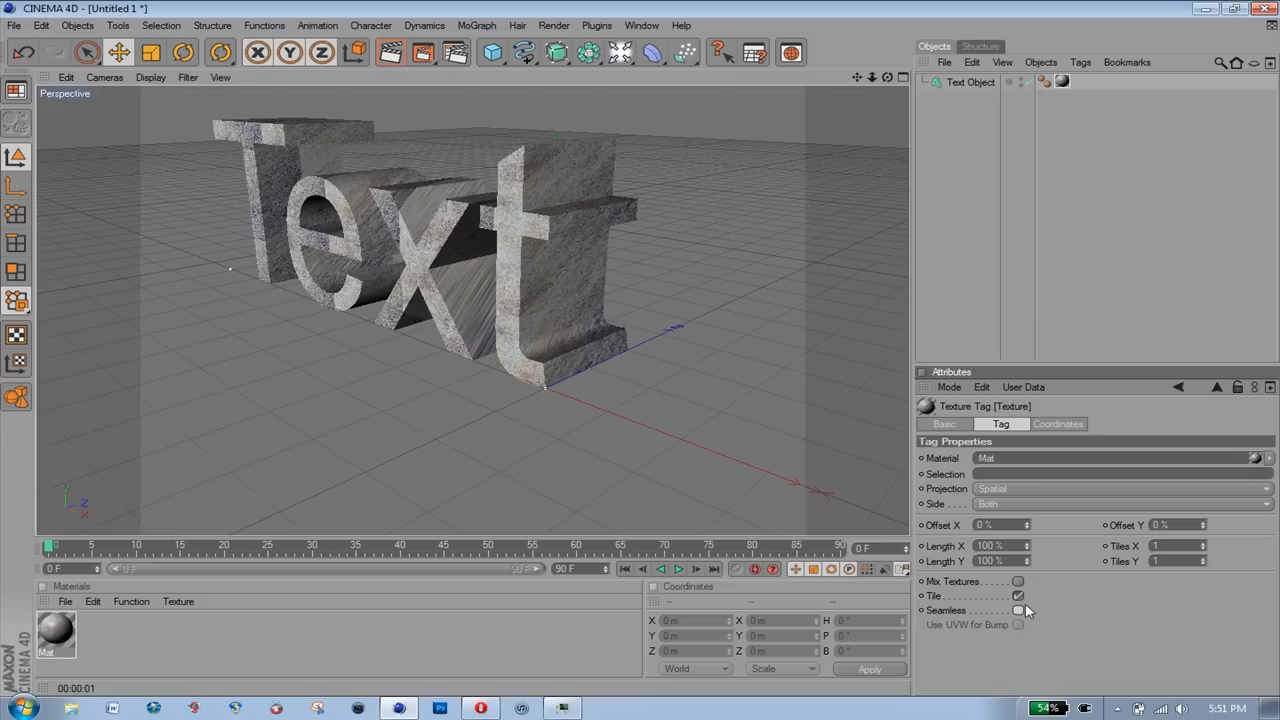 CINEMA 4D - [Untitled 1 *]
File Edit Objects Tools Selection Structure Functions Animation Character Dynamics MoGraph Hair Render Plugins Window Help
X Y Z
Objects Structure
File Edit View Objects Tags Bookmarks
Text Object
Edit Cameras Display Filter View
Perspective
Text
Y
Z
X
Attributes
Mode Edit User Data
Texture Tag [Texture]
Basic Tag Coordinates
Tag Properties
Material Mat
Selection
Projection Spatial
Side Both
Offset X 0 % Offset Y 0 %
Length X 100 % Tiles X 1
Length Y 100 % Tiles Y 1
Mix Textures
Tile
Seamless
Use UVW for Bump
0 5 10 15 20 25 30 35 40 45 50 55 60 65 70 75 80 85 90 0 F
0 F 0 F 90 F 90 F
Materials
File Edit Function Texture
Mat
Coordinates
-- -- --
X 0 m X 0 m H 0 °
Y 0 m Y 0 m P 0 °
Z 0 m Z 0 m B 0 °
World Scale Apply
MAXON
CINEMA 4D
00:00:01
54% 5:51 PM